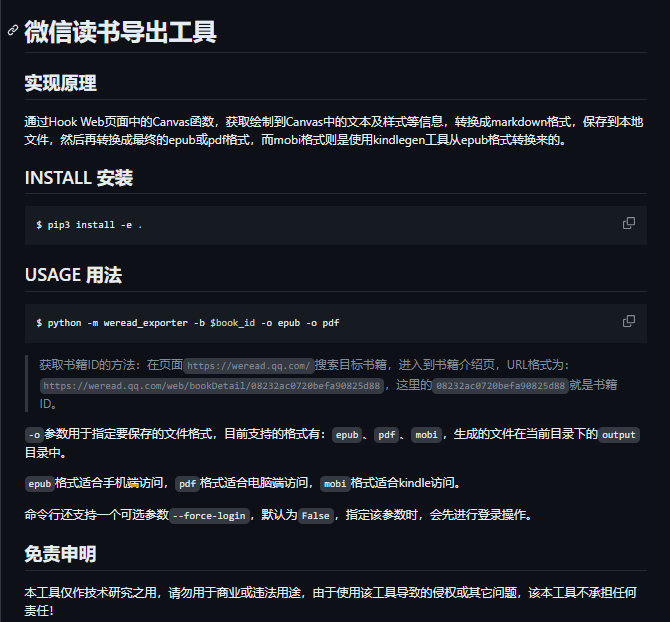 微信读书导出工具
实现原理
通过Hook Web页面中的Canvas函数，获取绘制到Canvas中的文本及样式等信息，转换成markdown格式，保存到本地
文件，然后再转换成最终的epub或pdf格式，而mobi格式则是使用kindlegen工具从epub格式转换来的。
INSTALL 安装
$ pip3 install -e .
USAGE 用法
$ python -m weread_exporter -b $book_id -o epub -o pdf
获取书籍ID的方法：在页面 https://weread.qq.com/ 搜索目标书籍，进入到书籍介绍页，URL格式为：
https://weread.qq.com/web/bookDetail/08232ac0720befa90825d88 ，这里的 08232ac0720befa90825d88 就是书籍
ID。
-o 参数用于指定要保存的文件格式，目前支持的格式有： epub 、 pdf 、 mobi ，生成的文件在当前目录下的 output
目录中。
epub 格式适合手机端访问， pdf 格式适合电脑端访问， mobi 格式适合kindle访问。
命令行还支持一个可选参数 --force-login ，默认为 False ，指定该参数时，会先进行登录操作。
免责申明
本工具仅作技术研究之用，请勿用于商业或违法用途，由于使用该工具导致的侵权或其它问题，该本工具不承担任何
责任！